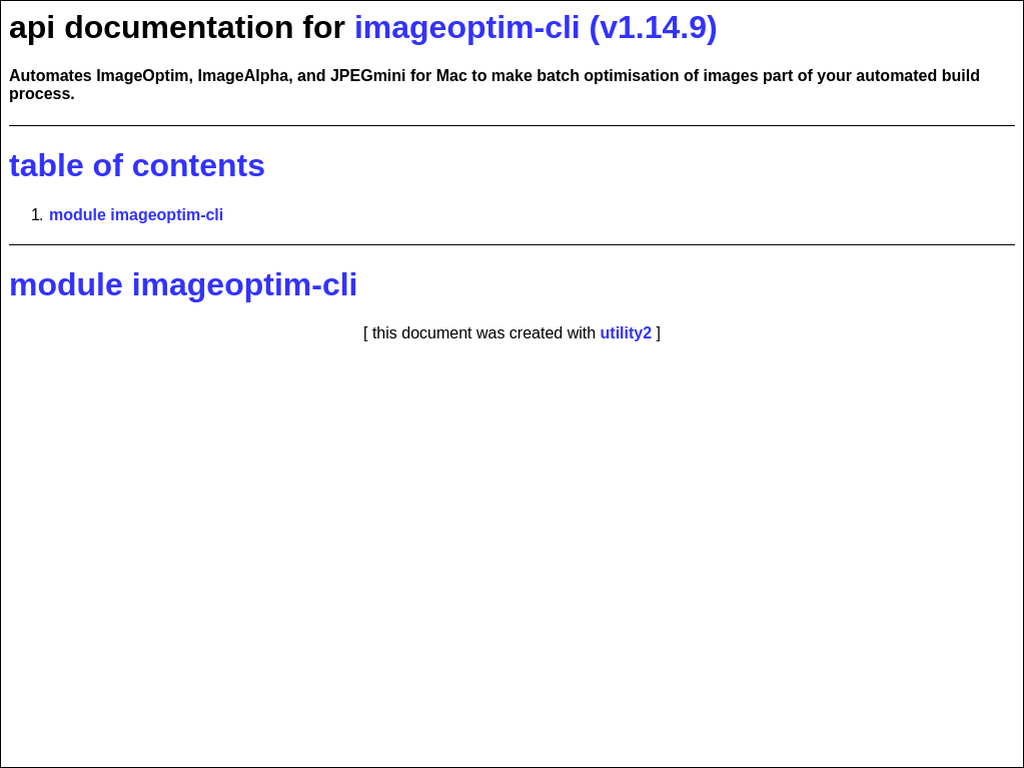 api documentation for imageoptim-cli (v1.14.9)
Automates ImageOptim, ImageAlpha, and JPEGmini for Mac to make batch optimisation of images part of your automated build
process.
table of contents
1. module imageoptim-cli
module imageoptim-cli
[ this document was created with utility2 ]